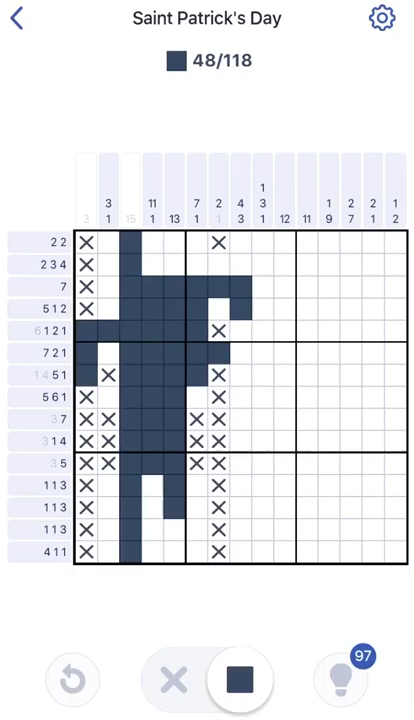 Saint Patrick's Day
48/118
1
3 11 7 2 4 3 1 2 2 1
3 1 15 1 13 1 1 3 1 12 11 9 7 1 2
2 2
2 3 4
7
5 1 2
6 1 2 1
7 2 1
1 4 5 1
5 6 1
3 7
3 1 4
3 5
1 1 3
1 1 3
1 1 3
4 1 1
97